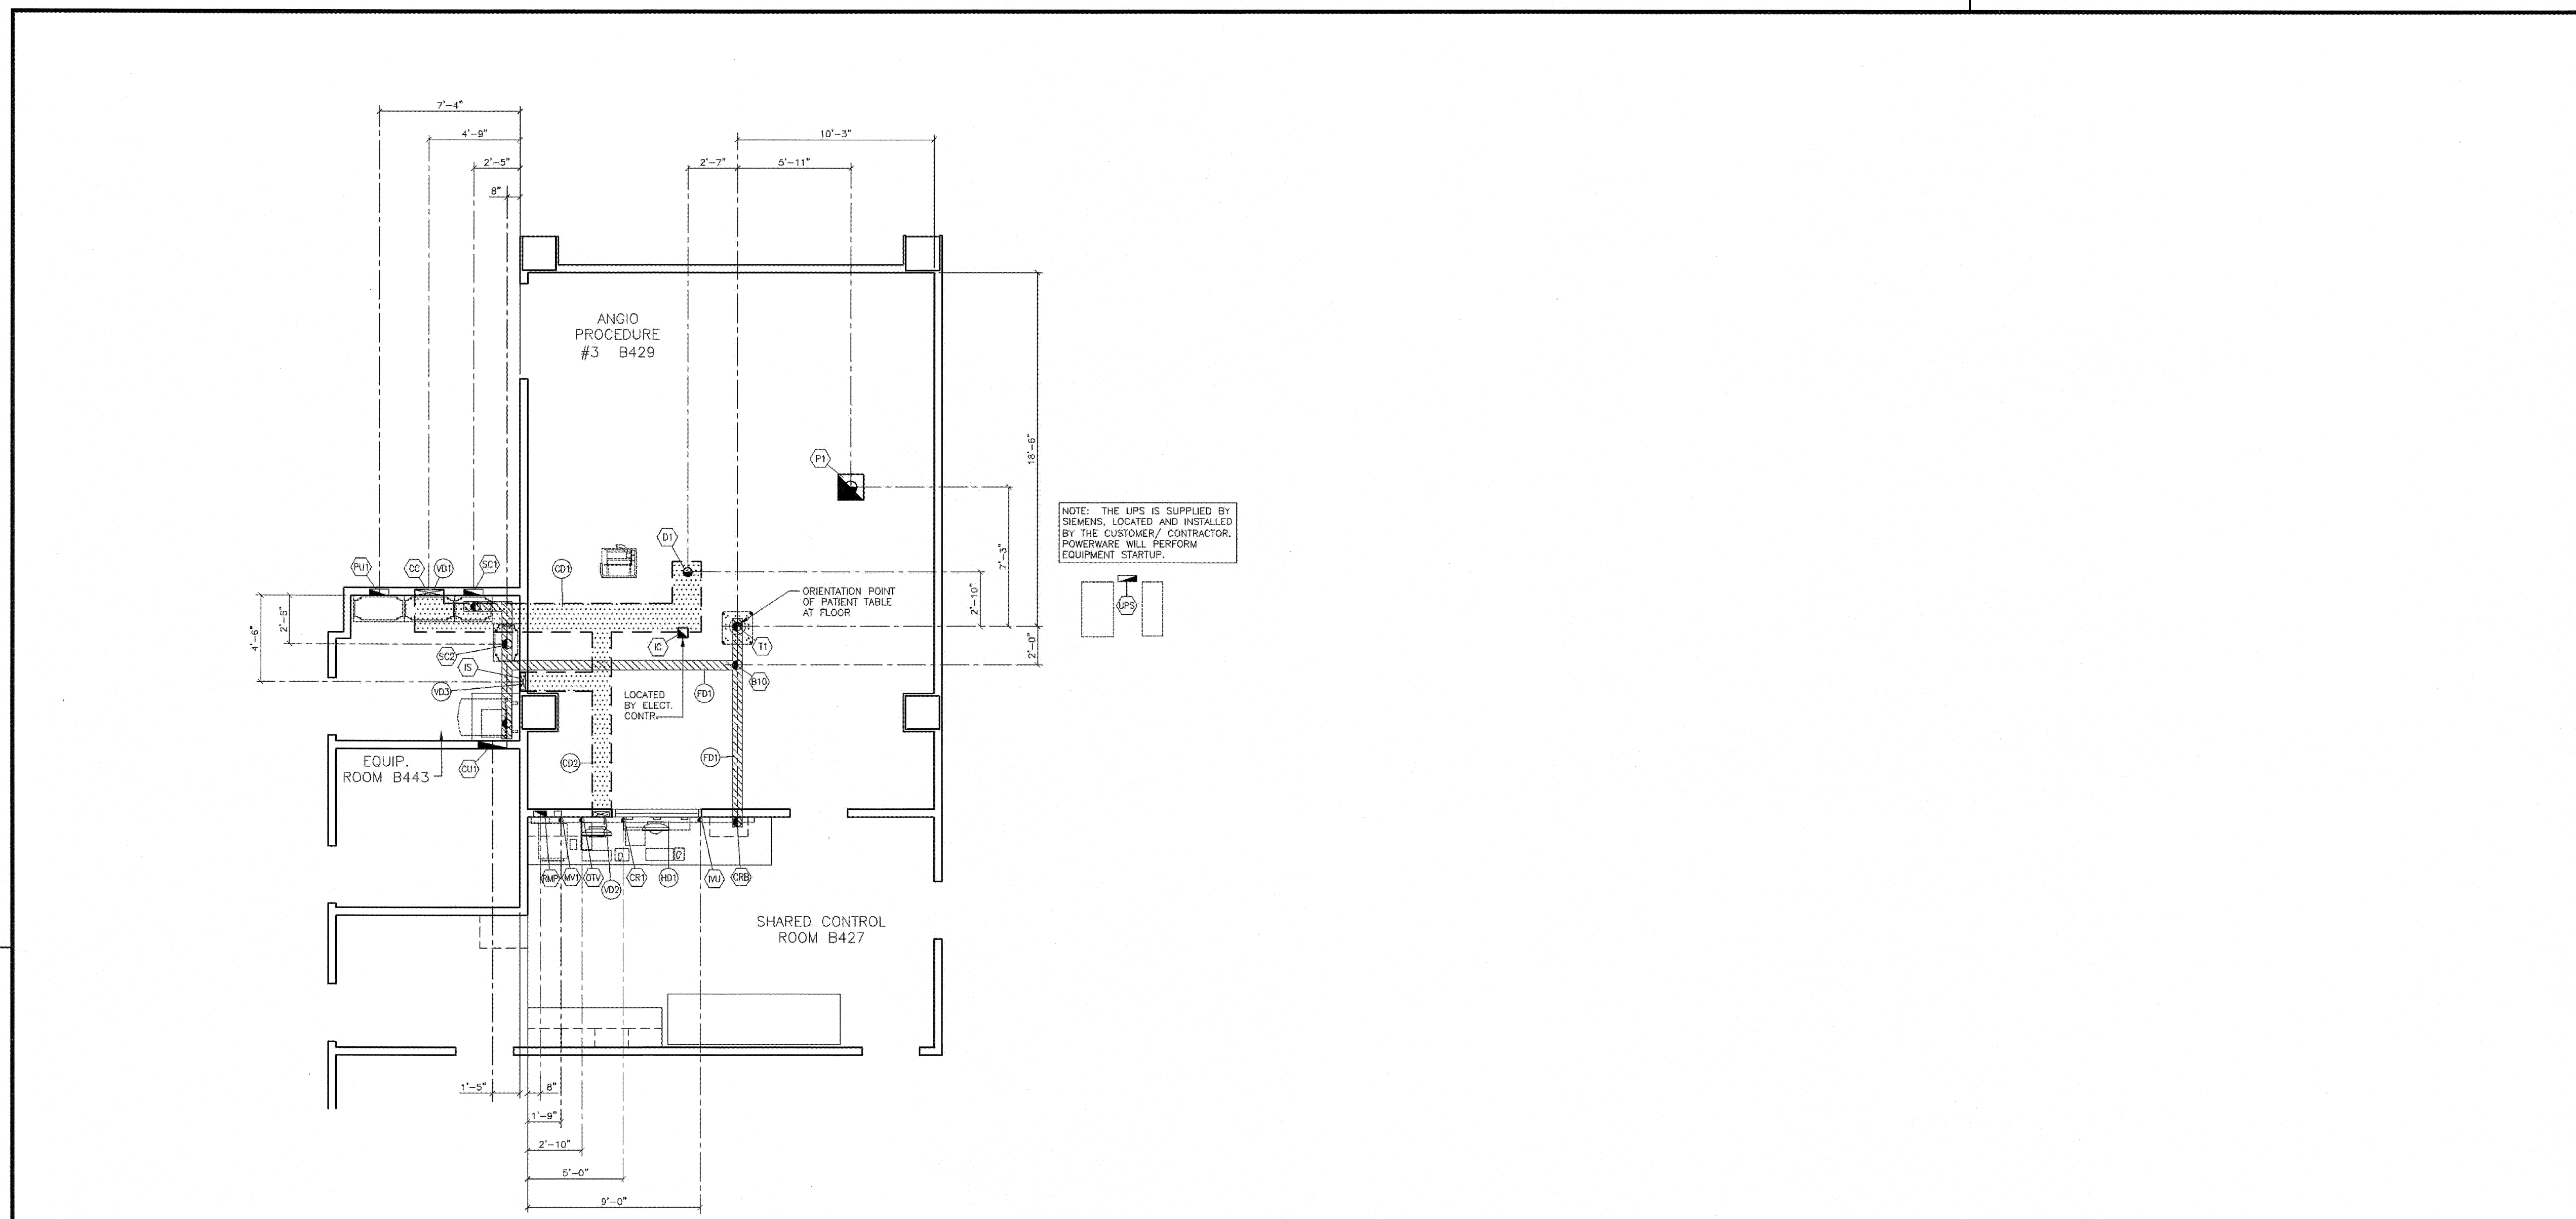 7'-4"
4'-9"
10'-3"
2'-5"
2'-7"
5'-11"
8"
ANGIO
PROCEDURE
#3 B429
18'-6"
P1
NOTE: THE UPS IS SUPPLIED BY
SIEMENS, LOCATED AND INSTALLED
BY THE CUSTOMER/ CONTRACTOR.
POWERWARE WILL PERFORM
EQUIPMENT STARTUP.
D1
7'-3"
PU1
CC
VD1
SC1
CD1
ORIENTATION POINT
OF PATIENT TABLE
AT FLOOR
2'-10"
UPS
2'-6"
4'-6"
SC2
IS
IC
T1
2'-0"
VD3
B10
FD1
LOCATED
BY ELECT.
CONTR.
EQUIP.
ROOM B443
CU1
CD2
FD1
RMP
MV1
OTV
VD2
CR1
HD1
IVU
CRB
SHARED CONTROL
ROOM B427
1'-5"
8"
1'-9"
2'-10"
5'-0"
9'-0"